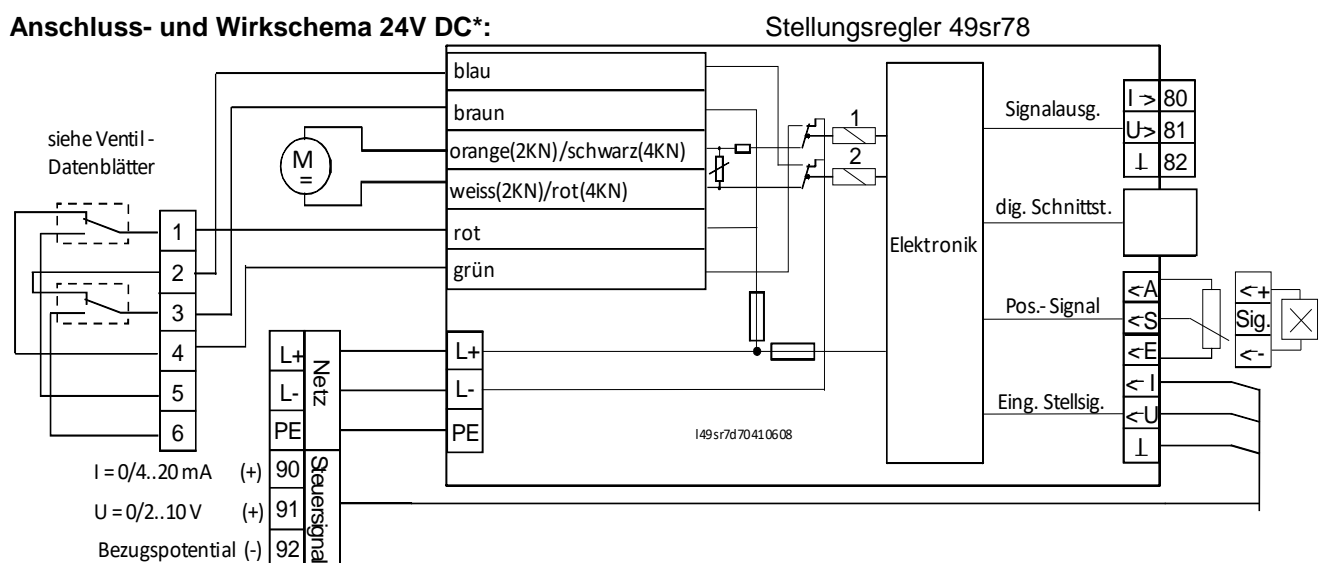 Anschluss- und Wirkschema 24V DC*:
Stellungsregler 49sr78
siehe Ventil -
Datenblätter
M
=
1
2
3
4
5
6
blau
braun
orange(2KN)/schwarz(4KN)
weiss(2KN)/rot(4KN)
rot
grün
1
2
Elektronik
Signalausg.
I > 80
U> 81
⊥ 82
dig. Schnittst.
Pos.- Signal
<A
<S
<E
<+
Sig.
<-
Eing. Stellsig.
<I
<U
⊥
L+
L-
PE
Netz
L+
L-
PE
l49sr7d70410608
I = 0/4..20 mA (+) 90
U = 0/2..10 V (+) 91
Bezugspotential (-) 92
Steuersignal